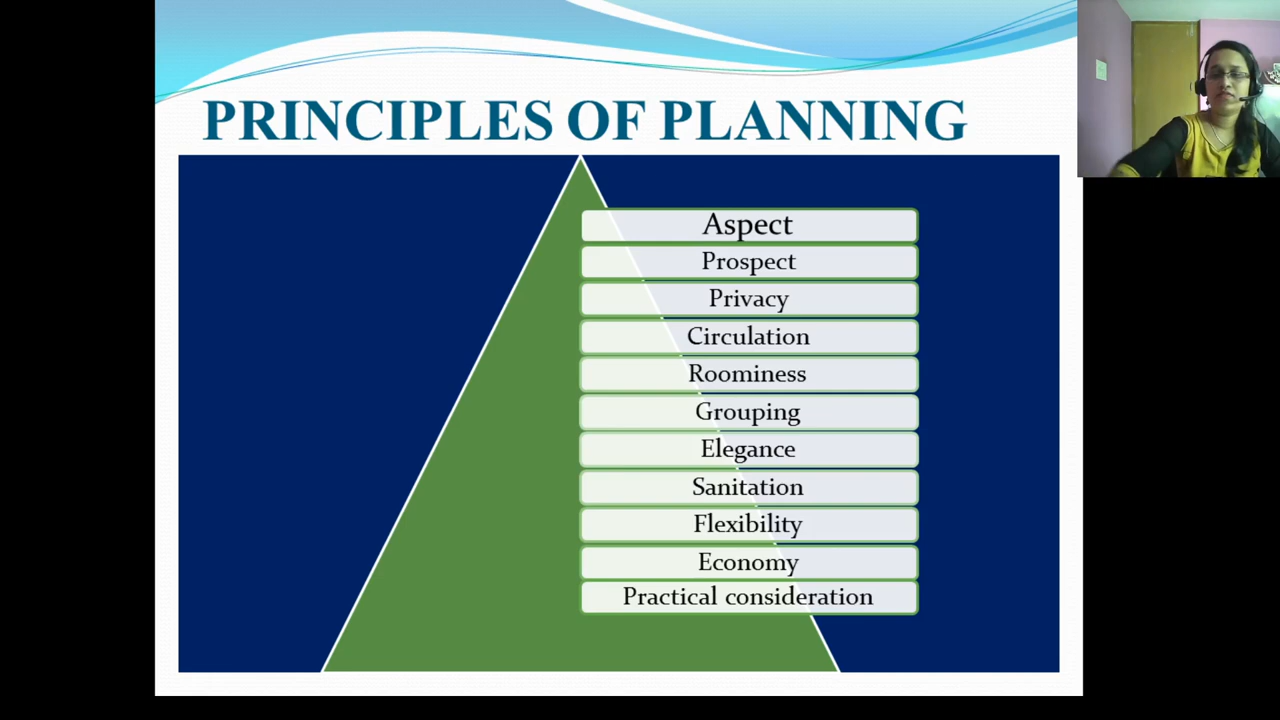 PRINCIPLES OF PLANNING
Aspect
Prospect
Privacy
Circulation
Roominess
Grouping
Elegance
Sanitation
Flexibility
Economy
Practical consideration